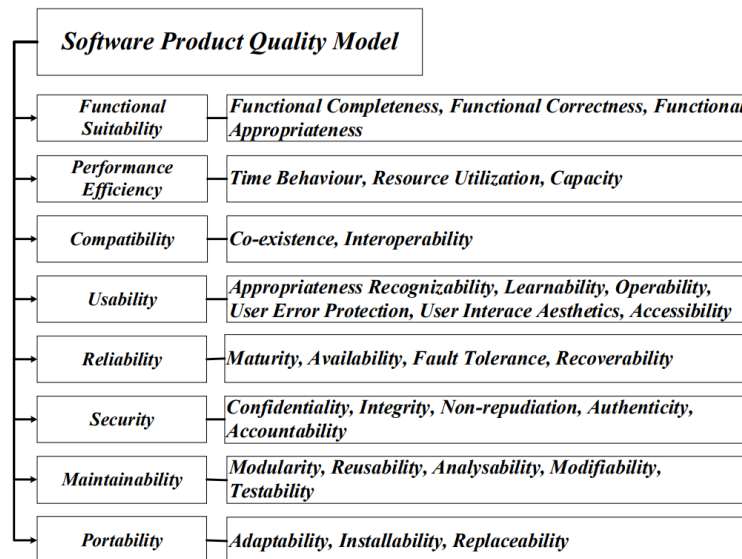 Software Product Quality Model
Functional
Suitability
Functional Completeness, Functional Correctness, Functional
Appropriateness
Performance
Efficiency
Time Behaviour, Resource Utilization, Capacity
Compatibility
Co-existence, Interoperability
Usability
Appropriateness Recognizability, Learnability, Operability,
User Error Protection, User Interace Aesthetics, Accessibility
Reliability
Maturity, Availability, Fault Tolerance, Recoverability
Security
Confidentiality, Integrity, Non-repudiation, Authenticity,
Accountability
Maintainability
Modularity, Reusability, Analysability, Modifiability,
Testability
Portability
Adaptability, Installability, Replaceability